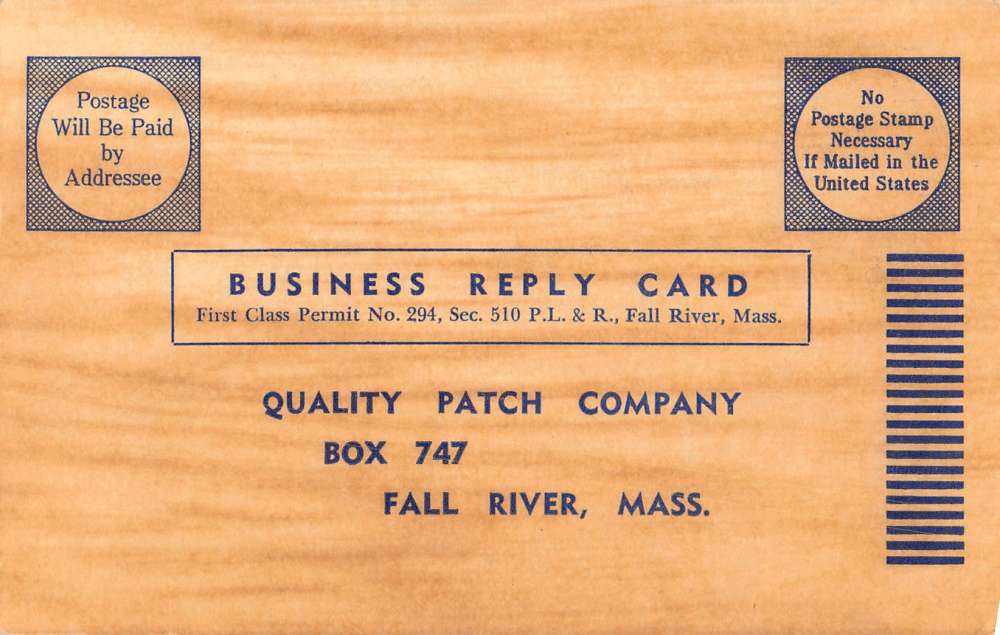 Postage
Will Be Paid
by
Addressee
No
Postage Stamp
Necessary
If Mailed in the
United States
BUSINESS REPLY CARD
First Class Permit No. 294, Sec. 510 P.L. & R., Fall River, Mass.
QUALITY PATCH COMPANY
BOX 747
FALL RIVER, MASS.